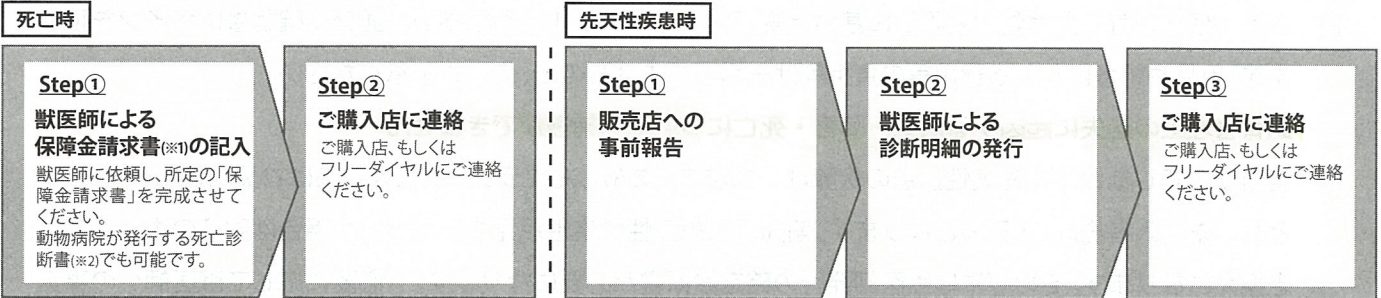 死亡時
Step①
獣医師による
保障金請求書(※1)の記入
獣医師に依頼し、所定の「保
障金請求書」を完成させて
ください。
動物病院が発行する死亡診
断書(※2)でも可能です。
Step②
ご購入店に連絡
ご購入店、もしくは
フリーダイヤルにご連絡
ください。
先天性疾患時
Step①
販売店への
事前報告
Step②
獣医師による
診断明細の発行
Step③
ご購入店に連絡
ご購入店、もしくは
フリーダイヤルにご連絡
ください。